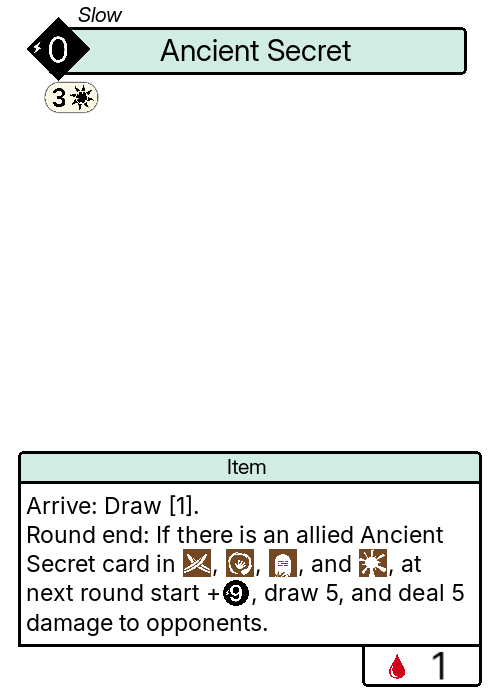 Slow
0 Ancient Secret
3
Item
Arrive: Draw [1].
Round end: If there is an allied Ancient
Secret card in , , , and , at
next round start +9, draw 5, and deal 5
damage to opponents.
1